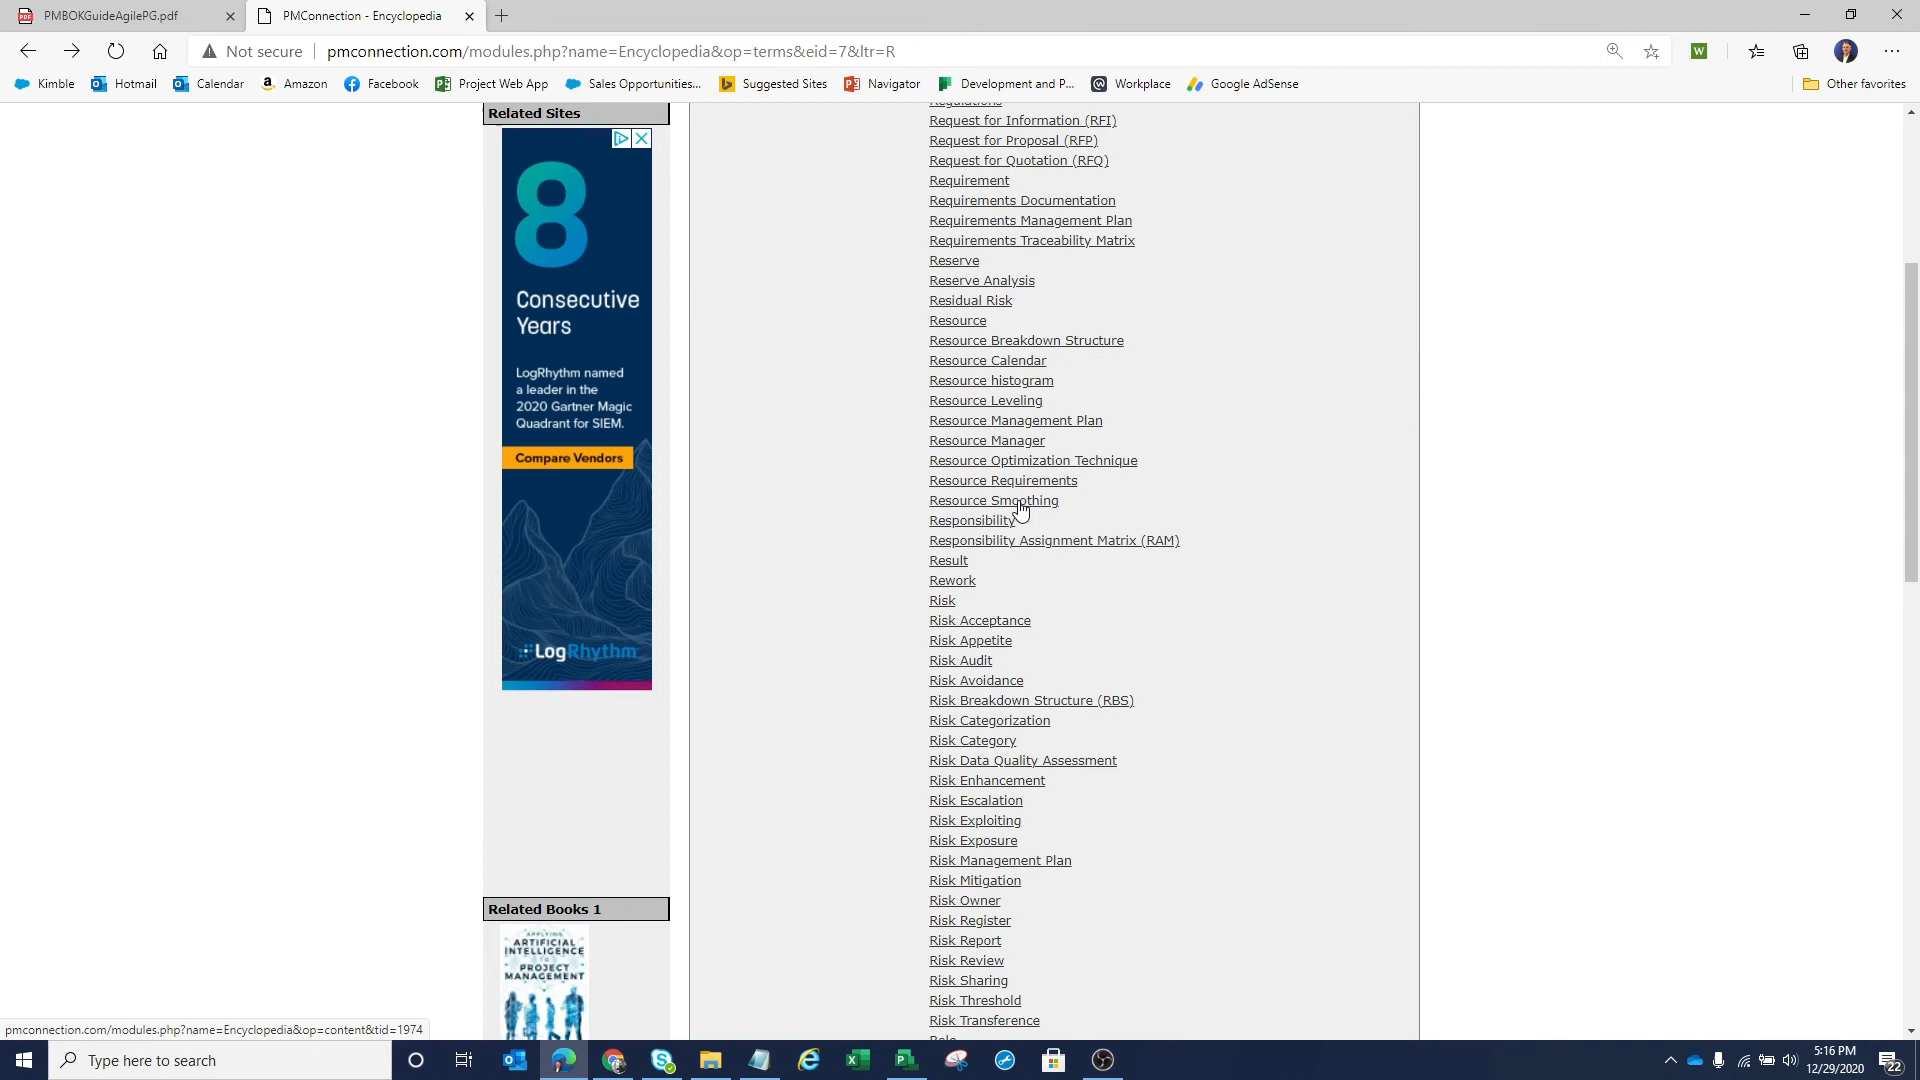 PMBOKGuideAgilePG.pdf
PMConnection - Encyclopedia
Not secure
pmconnection.com/modules.php?name=Encyclopedia&op=terms&eid=7&ltr=R
Kimble
Hotmail
Calendar
Amazon
Facebook
Project Web App
Sales Opportunities...
Suggested Sites
Navigator
Development and P...
Workplace
Google AdSense
Other favorites
Related Sites
8
Consecutive
Years
LogRhythm named
a leader in the
2020 Gartner Magic
Quadrant for SIEM.
Compare Vendors
LogRhythm
Related Books 1
APPLYING
ARTIFICIAL
INTELLIGENCE
TO
PROJECT
MANAGEMENT
Regulations
Request for Information (RFI)
Request for Proposal (RFP)
Request for Quotation (RFQ)
Requirement
Requirements Documentation
Requirements Management Plan
Requirements Traceability Matrix
Reserve
Reserve Analysis
Residual Risk
Resource
Resource Breakdown Structure
Resource Calendar
Resource histogram
Resource Leveling
Resource Management Plan
Resource Manager
Resource Optimization Technique
Resource Requirements
Resource Smoothing
Responsibility
Responsibility Assignment Matrix (RAM)
Result
Rework
Risk
Risk Acceptance
Risk Appetite
Risk Audit
Risk Avoidance
Risk Breakdown Structure (RBS)
Risk Categorization
Risk Category
Risk Data Quality Assessment
Risk Enhancement
Risk Escalation
Risk Exploiting
Risk Exposure
Risk Management Plan
Risk Mitigation
Risk Owner
Risk Register
Risk Report
Risk Review
Risk Sharing
Risk Threshold
Risk Transference
Role
pmconnection.com/modules.php?name=Encyclopedia&op=content&tid=1974
Type here to search
5:16 PM
12/29/2020
22